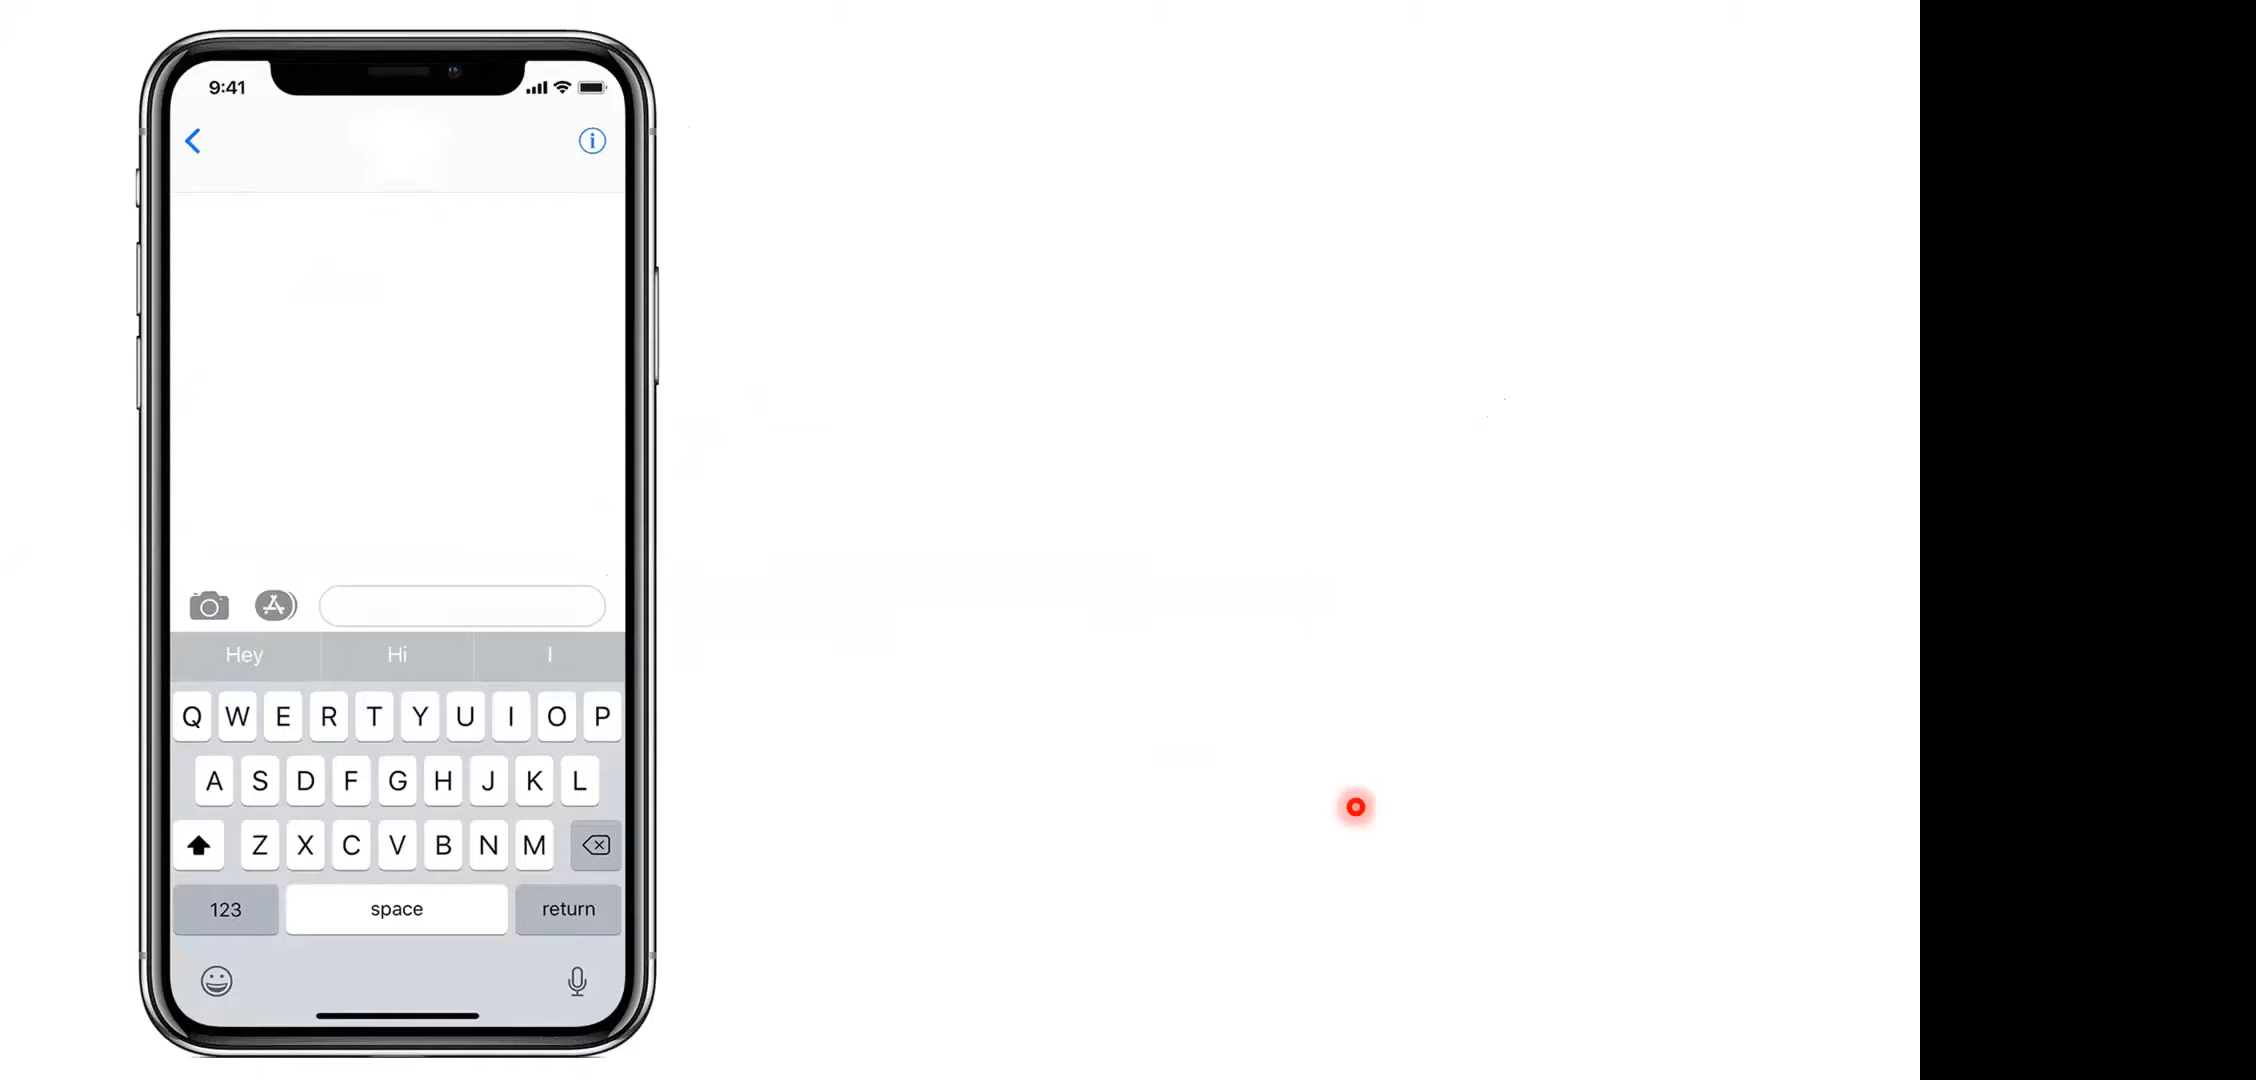 9:41
Hey Hi I
Q W E R T Y U I O P
A S D F G H J K L
Z X C V B N M
123 space return